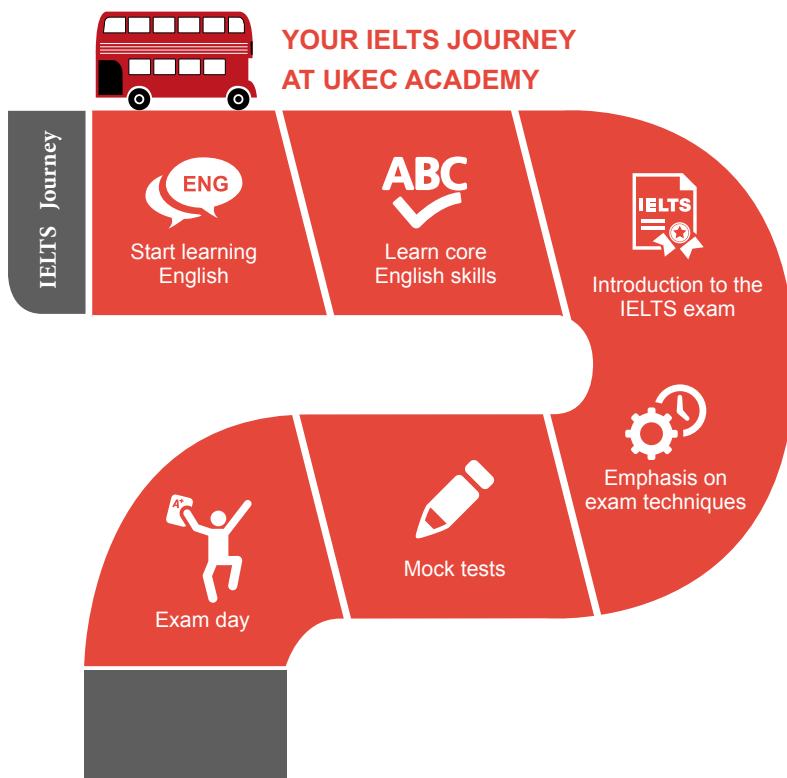 YOUR IELTS JOURNEY
AT UKEC ACADEMY
IELTS Journey
ENG
Start learning
English
ABC
Learn core
English skills
IELTS
Introduction to the
IELTS exam
Emphasis on
exam techniques
Mock tests
A+
Exam day